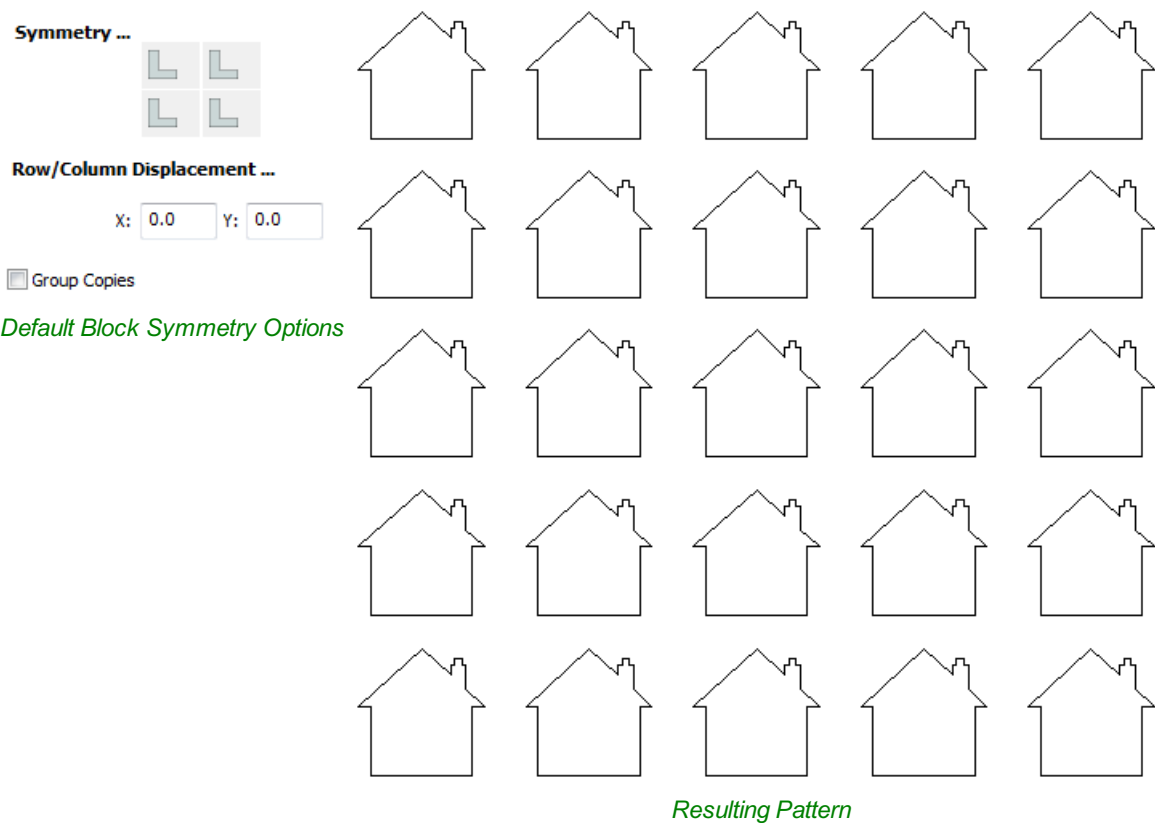 Symmetry ...
Row/Column Displacement ...
X: 0.0 Y: 0.0
Group Copies
Default Block Symmetry Options
Resulting Pattern